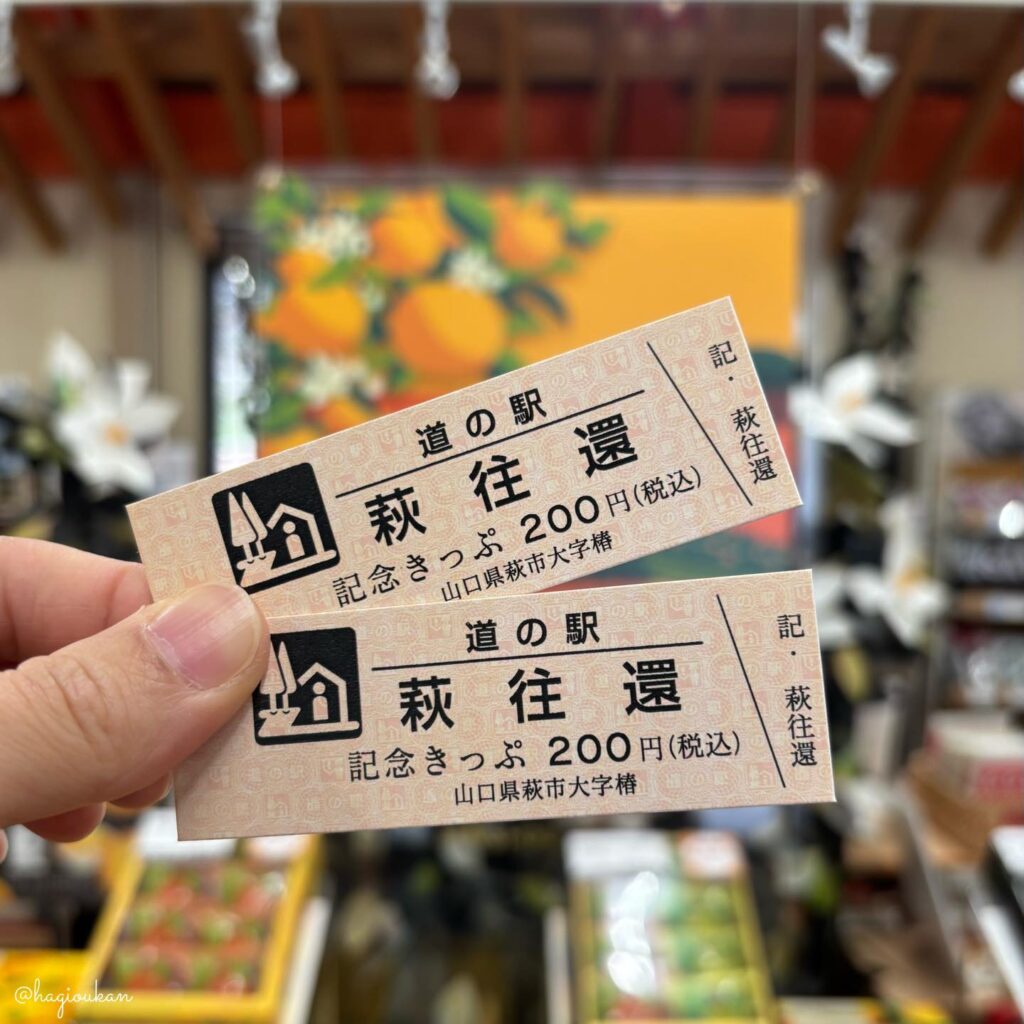 道の駅
萩往還
記念きっぷ 200円(税込)
山口県萩市大字椿
記・萩往還
道の駅
萩往還
記念きっぷ 200円(税込)
山口県萩市大字椿
記・萩往還
@hagioukan